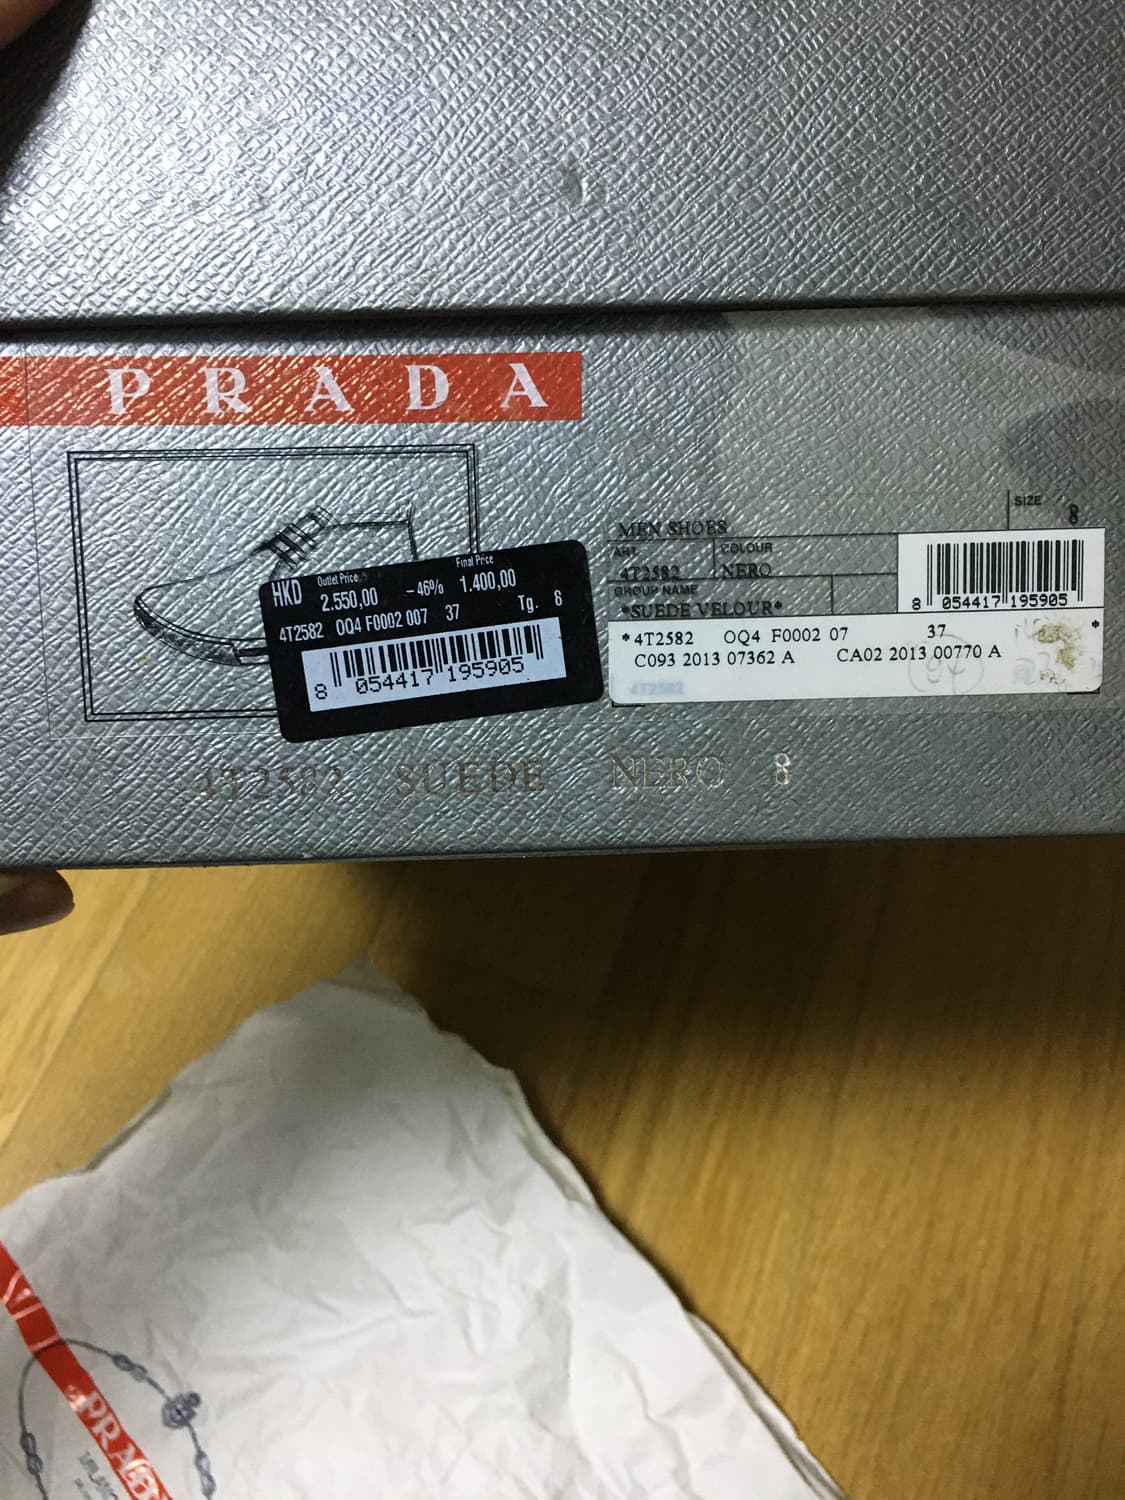 PRADA
SIZE
8
MEN SHOES
ART.
COLOUR
4T2582
NERO
GROUP NAME
*SUEDE VELOUR*
8 054417 195905
*4T2582 OQ4 F0002 07 37 *
C093 2013 07362 A CA02 2013 00770 A
4T2582
HKD
Outlet Price
-46%
Final Price
2.550,00
1.400,00
4T2582 0Q4 F0002 007 37 Tg. 8
8 054417 195905
4T2582 SUEDE NERO 8
PRA